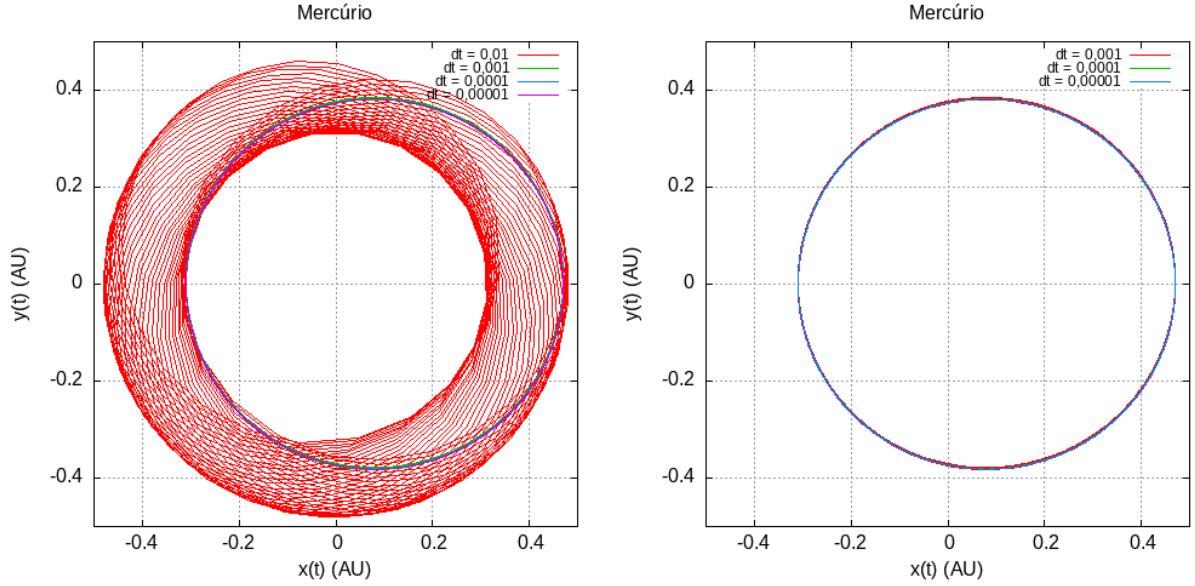 Mercúrio
dt = 0,01
dt = 0,001
dt = 0,0001
dt = 0,00001
0.4
0.2
0
-0.2
-0.4
y(t) (AU)
-0.4 -0.2 0 0.2 0.4
x(t) (AU)
Mercúrio
dt = 0.001
dt = 0,0001
dt = 0,00001
0.4
0.2
0
-0.2
-0.4
y(t) (AU)
-0.4 -0.2 0 0.2 0.4
x(t) (AU)